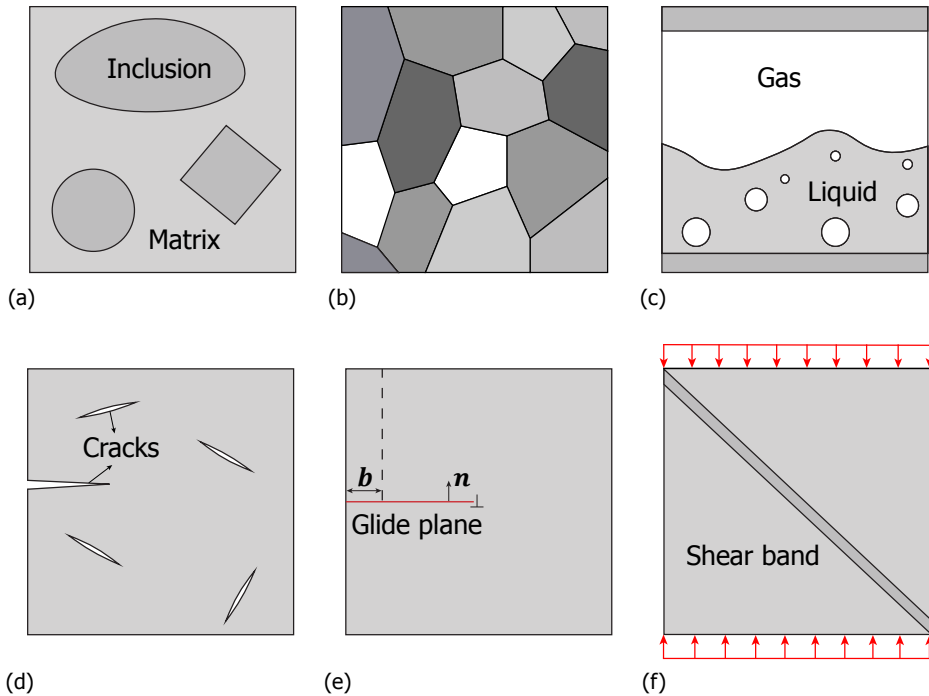 Inclusion
Matrix
(a)
(b)
Gas
Liquid
(c)
Cracks
(d)
b
n
Glide plane
(e)
Shear band
(f)